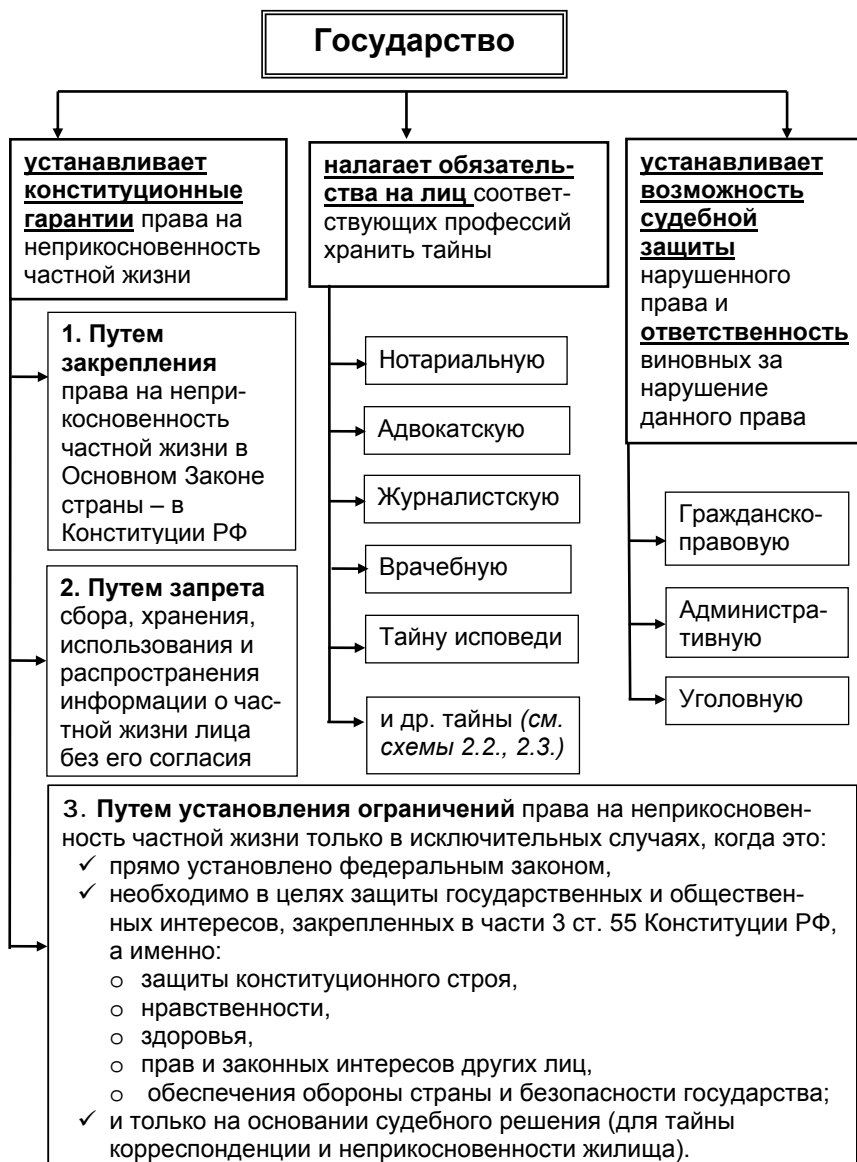 Государство
устанавливает
конституционные
гарантии права на
неприкосновенность
частной жизни
1. Путем
закрепления
права на непри-
косновенность
частной жизни в
Основном Законе
страны – в
Конституции РФ
2. Путем запрета
сбора, хранения,
использования и
распространения
информации о час-
тной жизни лица
без его согласия
налагает обязатель-
ства на лиц соответ-
ствующих профессий
хранить тайны
Нотариальную
Адвокатскую
Журналистскую
Врачебную
Тайну исповеди
и др. тайны (см.
схемы 2.2., 2.3.)
устанавливает
возможность
судебной
защиты
нарушенного
права и
ответственность
виновных за
нарушение
данного права
Гражданско-
правовую
Администра-
тивную
Уголовную
3. Путем установления ограничений права на неприкосновен-
ность частной жизни только в исключительных случаях, когда это:
✓ прямо установлено федеральным законом,
✓ необходимо в целях защиты государственных и обществен-
ных интересов, закрепленных в части 3 ст. 55 Конституции РФ,
а именно:
o защиты конституционного строя,
o нравственности,
o здоровья,
o прав и законных интересов других лиц,
o обеспечения обороны страны и безопасности государства;
✓ и только на основании судебного решения (для тайны
корреспонденции и неприкосновенности жилища).